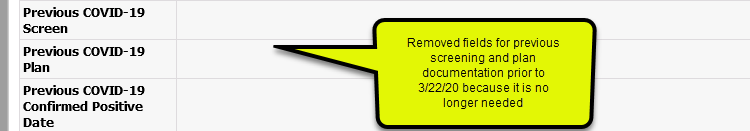 Previous COVID-19
Screen
Previous COVID-19
Plan
Previous COVID-19
Confirmed Positive
Date
Removed fields for previous
screening and plan
documentation prior to
3/22/20 because it is no
longer needed